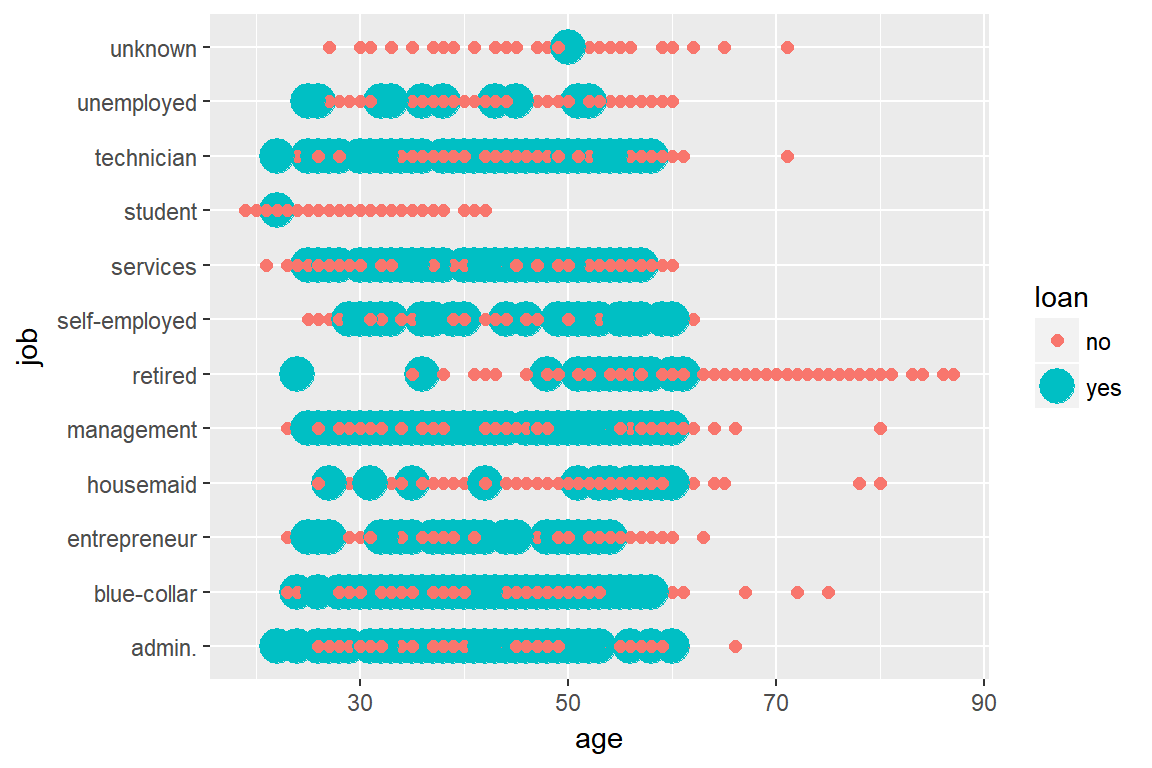 unknown
unemployed
technician
student
services
self-employed
retired
management
housemaid
entrepreneur
blue-collar
admin.
job
30 50 70 90
age
loan
no
yes